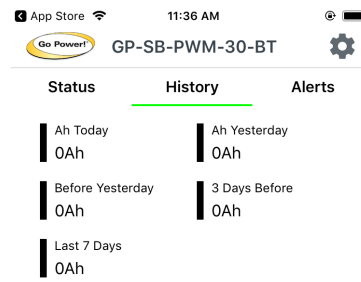 App Store 11:36 AM
Go Power! GP-SB-PWM-30-BT
Status History Alerts
Ah Today Ah Yesterday
0Ah 0Ah
Before Yesterday 3 Days Before
0Ah 0Ah
Last 7 Days
0Ah